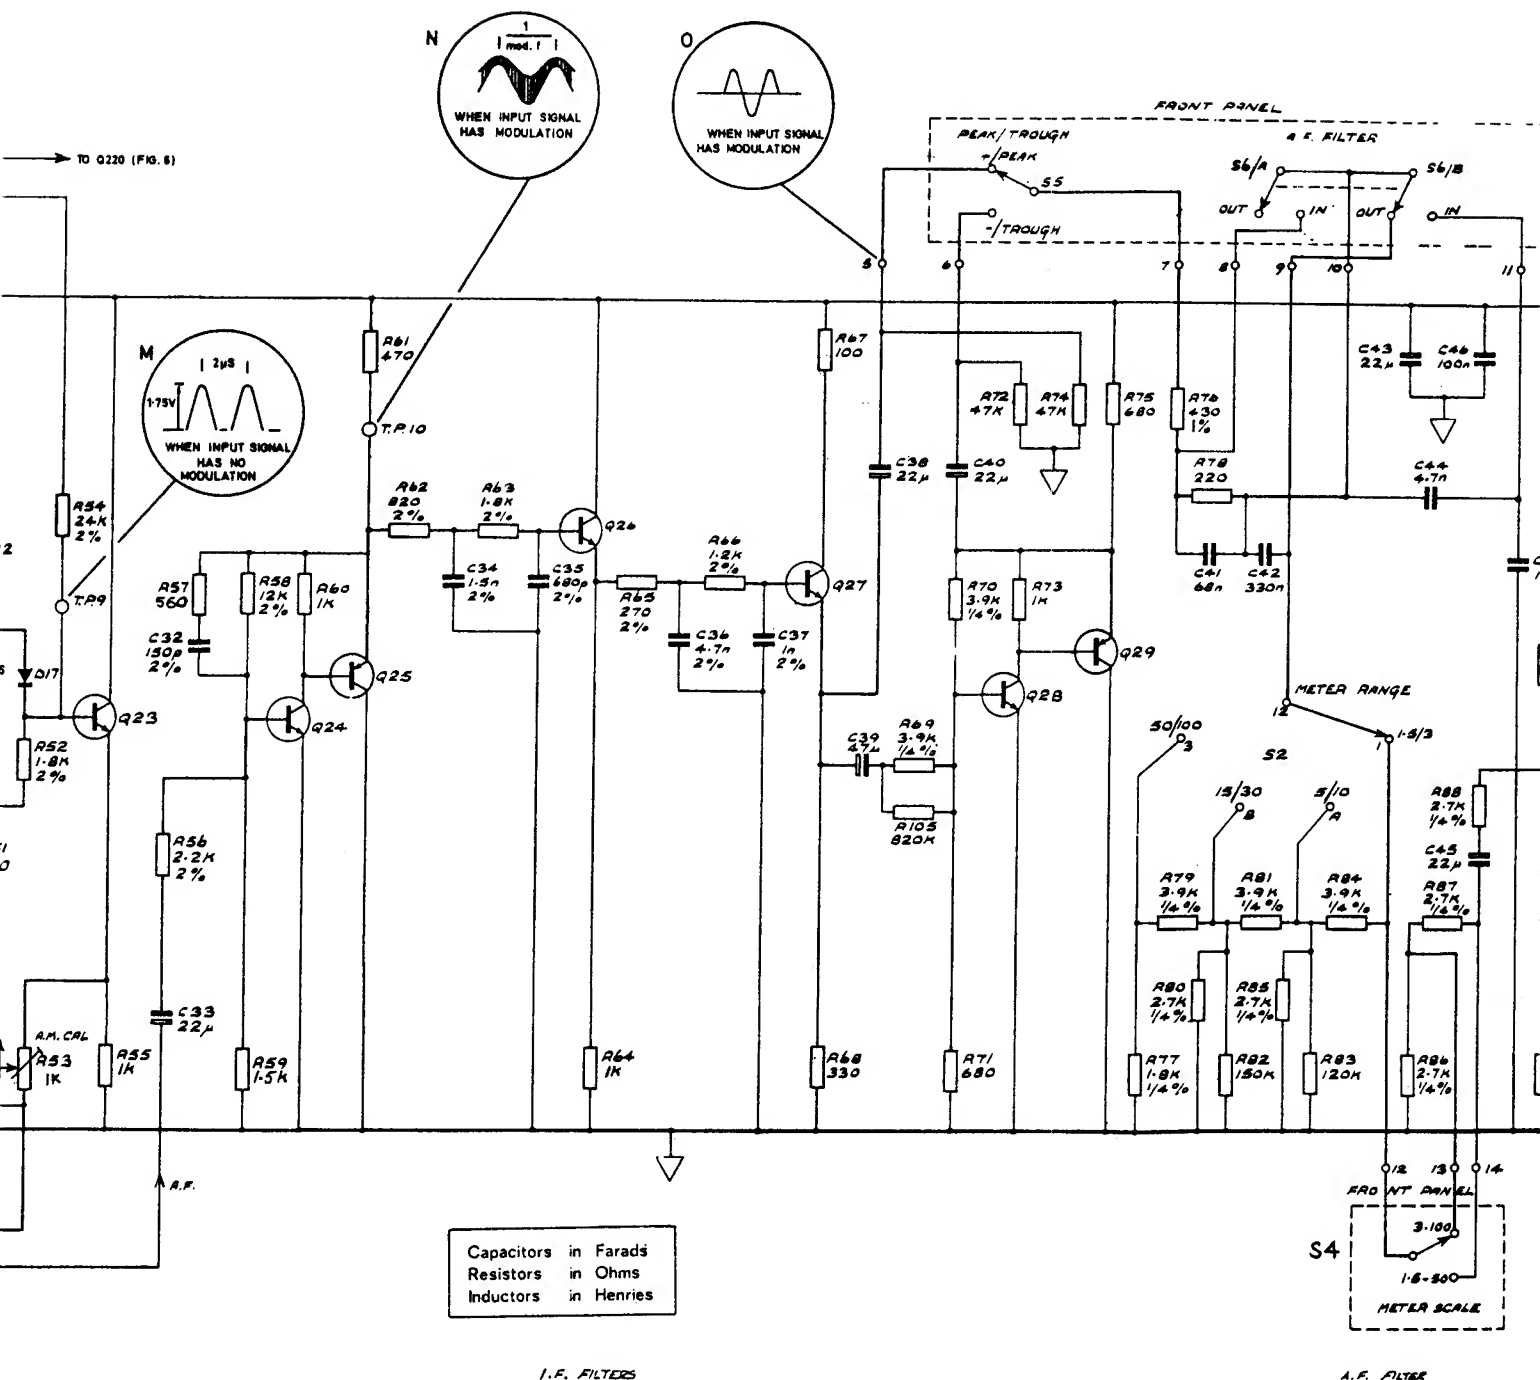 N
1
mod. f
WHEN INPUT SIGNAL
HAS MODULATION
O
WHEN INPUT SIGNAL
HAS MODULATION
FRONT PANEL
PEAK/TROUGH
+/PEAK
S5
-/TROUGH
A.F. FILTER
S6/A
S6/B
OUT
IN
OUT
IN
TO Q220 (FIG. 6)
5
6
7
8
9
10
11
M
2µS
1·75V
WHEN INPUT SIGNAL
HAS NO
MODULATION
R61
470
T.P.10
R67
100
R72
47K
R74
47K
R75
680
R76
430
1%
C43
22µ
C46
100n
R54
24K
2%
R62
820
2%
R63
1.8K
2%
Q26
C38
22µ
C40
22µ
R78
220
C44
4.7n
T.P.9
R57
560
R58
12K
2%
R60
1K
C34
1.5n
2%
C35
680p
2%
R66
1.2K
2%
Q27
R65
270
2%
R70
3.9K
1/4%
R73
1K
C41
68n
C42
330n
C32
150p
2%
C36
4.7n
2%
C37
1n
2%
D17
Q25
Q29
Q23
Q24
Q28
METER RANGE
12
1·5/3
1
S2
50/100
3
R52
1.8K
2%
C39
47µ
R69
3.9K
1/4%
R105
820K
15/30
B
5/10
A
R88
2.7K
1/4%
C45
22µ
R56
2.2K
2%
R79
3.9K
1/4%
R81
3.9K
1/4%
R84
3.9K
1/4%
R87
2.7K
1/4%
R80
2.7K
1/4%
R85
2.7K
1/4%
C33
22µ
A.M. CAL
R53
1K
R55
1K
R59
1.5K
R64
1K
R68
330
R71
680
R77
1.8K
1/4%
R82
150K
R83
120K
R86
2.7K
1/4%
A.F.
12
13
14
FRONT PANEL
S4
3·100
1·5-50
METER SCALE
Capacitors in Farads
Resistors in Ohms
Inductors in Henries
I.F. FILTERS
A.F. FILTER